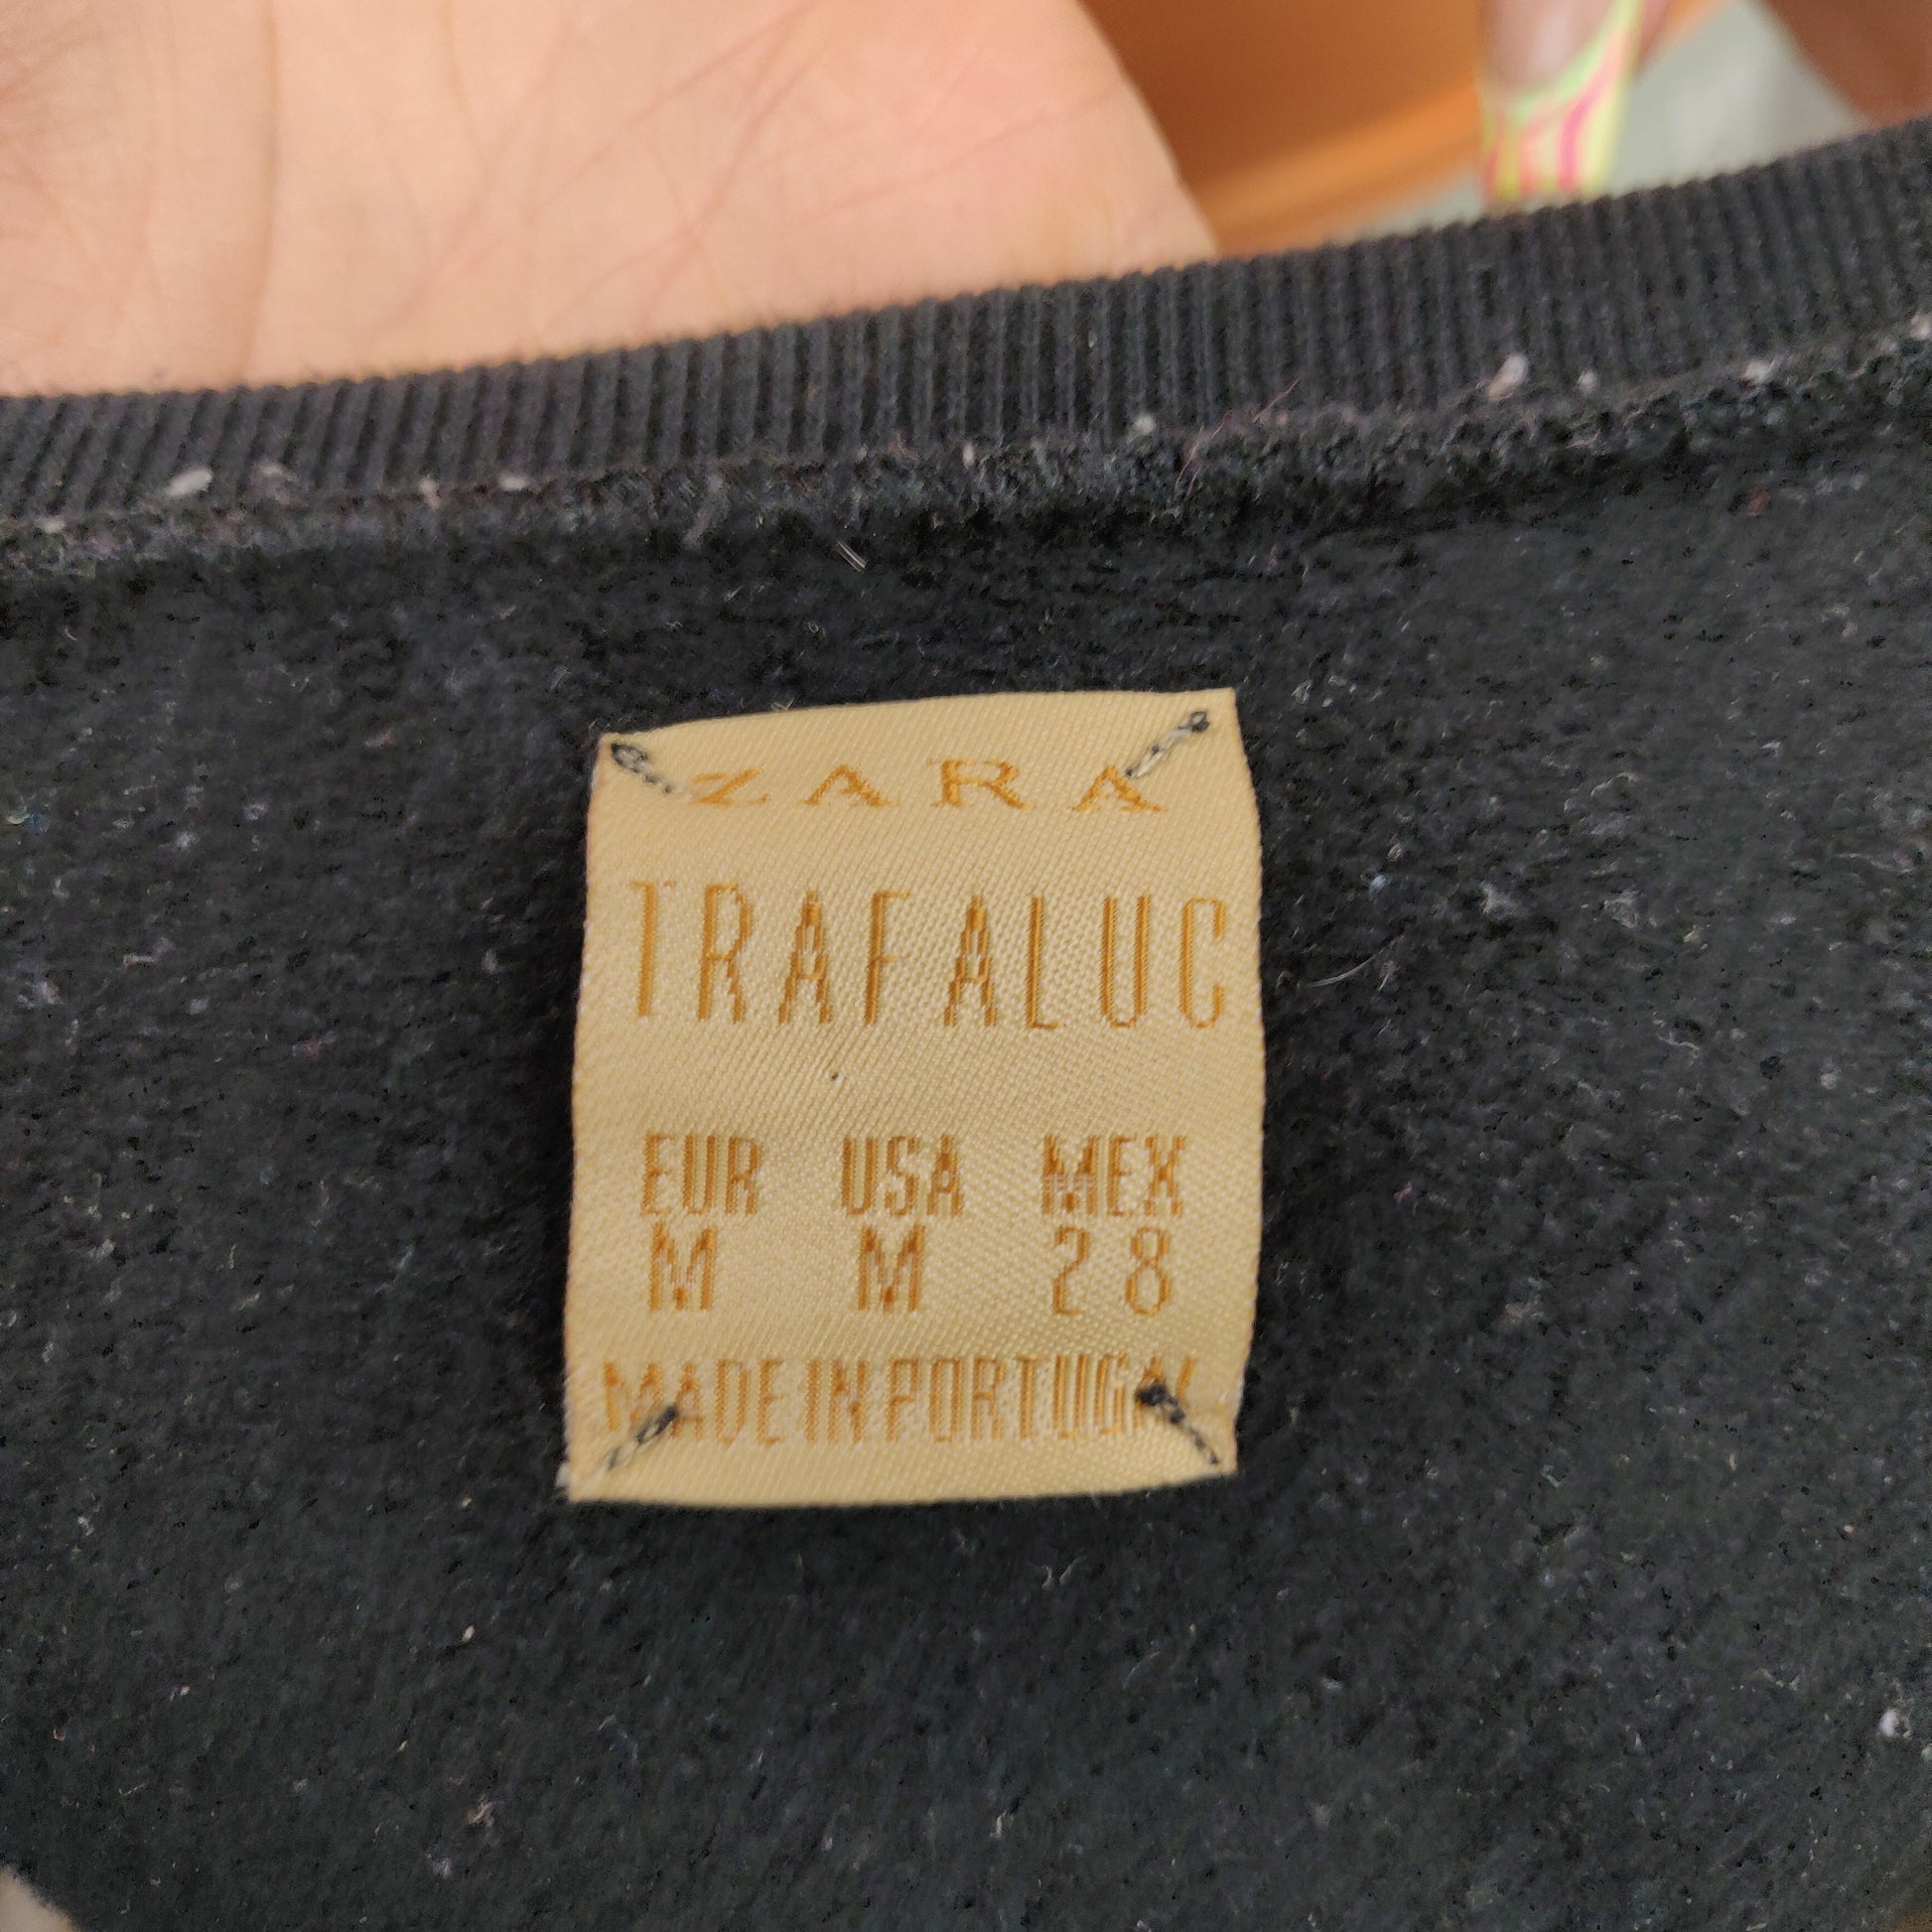 ZARA
TRAFALUC
EUR USA MEX
M M 28
MADE IN PORTUGAL